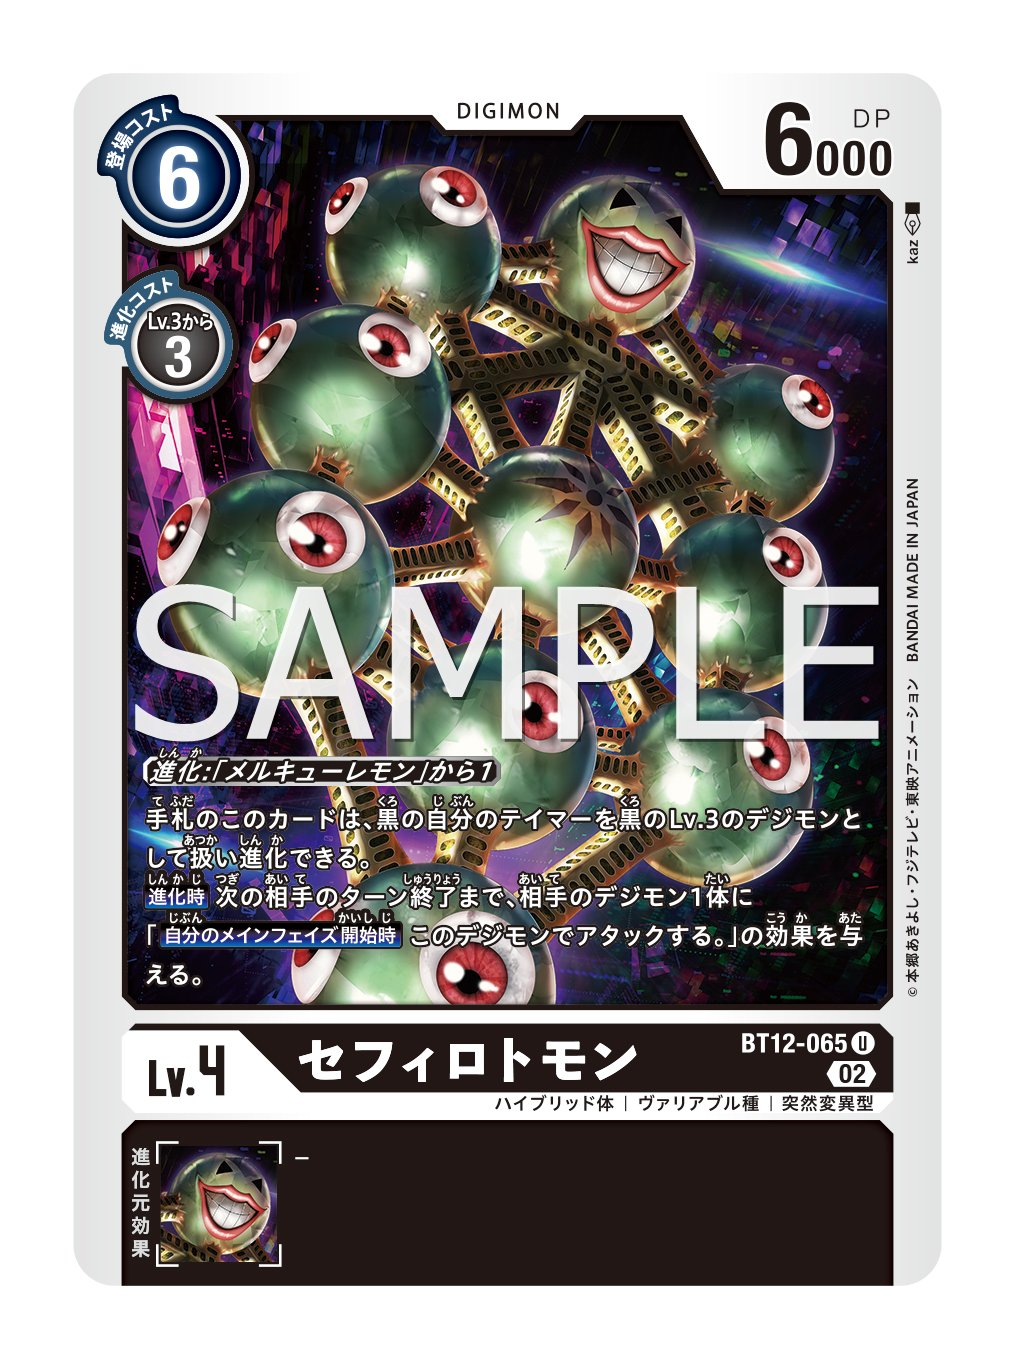 DIGIMON
登場コスト
6
6000
DP
進化コスト
Lv.3から
3
kaz
SAMPLE
進化:「メルキューレモン」から1
手札のこのカードは、黒の自分のテイマーを黒のLv.3のデジモンと
して扱い進化できる。
進化時 次の相手のターン終了まで、相手のデジモン1体に
「自分のメインフェイズ開始時 このデジモンでアタックする。」の効果を与
える。
©本郷あきよし・フジテレビ・東映アニメーション BANDAI MADE IN JAPAN
Lv.4
セフィロトモン
BT12-065 U
02
ハイブリッド体 | ヴァリアブル種 | 突然変異型
進化元効果
–